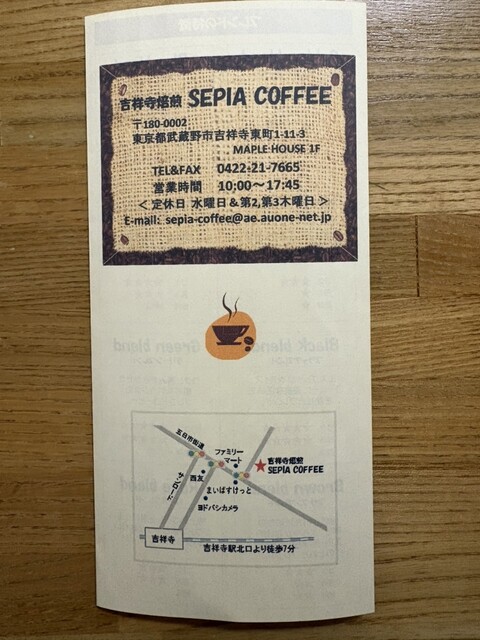 吉祥寺焙煎 SEPIA COFFEE
〒180-0002
東京都武蔵野市吉祥寺東町1-11-3
MAPLE HOUSE 1F
TEL&FAX 0422-21-7665
営業時間 10:00～17:45
＜ 定休日 水曜日＆第2,第3木曜日 ＞
E-mail: sepia-coffee@ae.auone-net.jp
五日市街道
ファミリー
マート
吉祥寺焙煎
SEPIA COFFEE
サンロード
西友
まいばすけっと
ヨドバシカメラ
吉祥寺
吉祥寺駅北口より徒歩7分